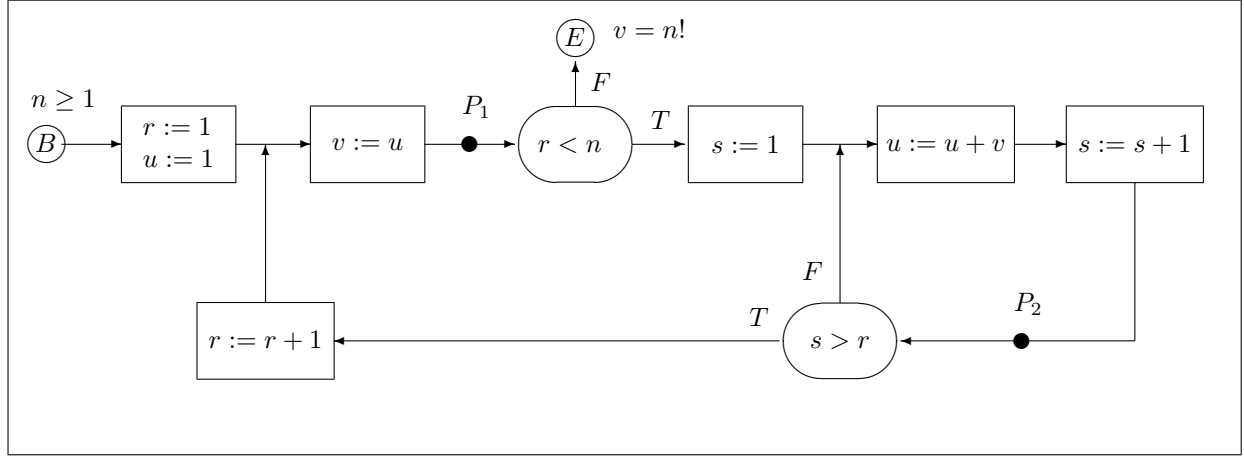 E v = n!
F
n ≥ 1
B
r := 1
u := 1
v := u
P₁
r < n
T
s := 1
u := u + v
s := s + 1
F
P₂
T
r := r + 1
s > r